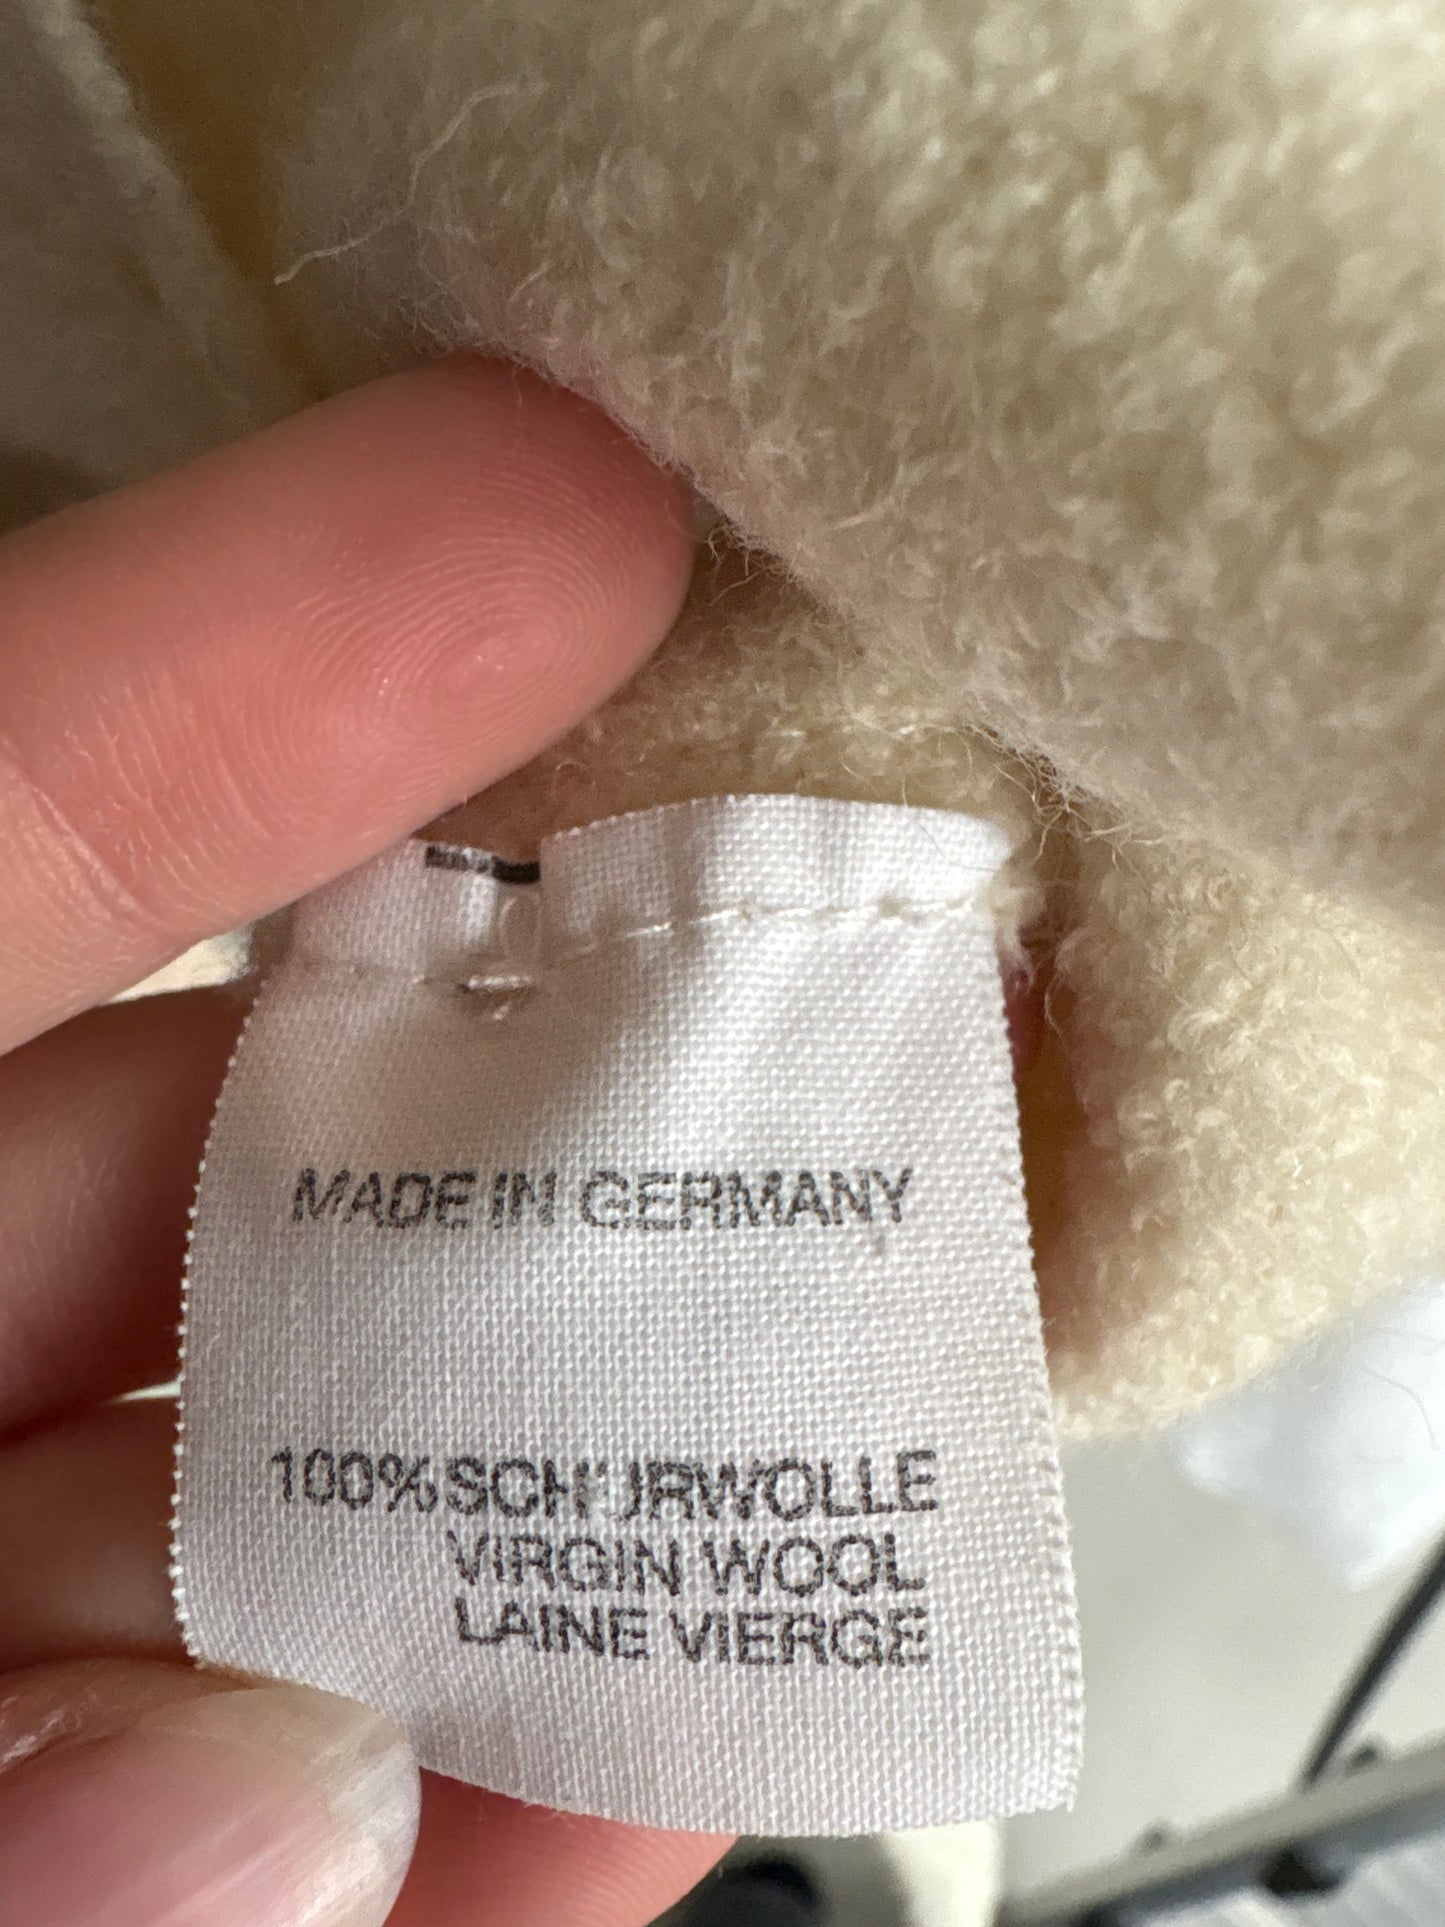 MADE IN GERMANY
100% SCHURWOLLE
VIRGIN WOOL
LAINE VIERGE